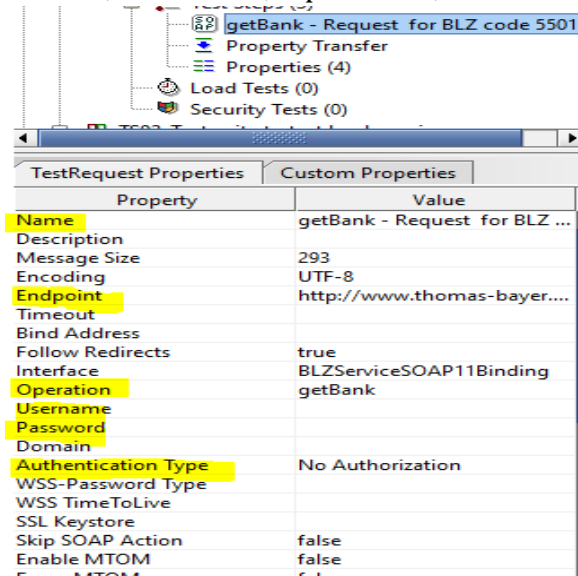 Test Steps (3)
getBank - Request for BLZ code 5501
Property Transfer
Properties (4)
Load Tests (0)
Security Tests (0)
TestRequest Properties Custom Properties
Property Value
Name getBank - Request for BLZ ...
Description
Message Size 293
Encoding UTF-8
Endpoint http://www.thomas-bayer....
Timeout
Bind Address
Follow Redirects true
Interface BLZServiceSOAP11Binding
Operation getBank
Username
Password
Domain
Authentication Type No Authorization
WSS-Password Type
WSS TimeToLive
SSL Keystore
Skip SOAP Action false
Enable MTOM false